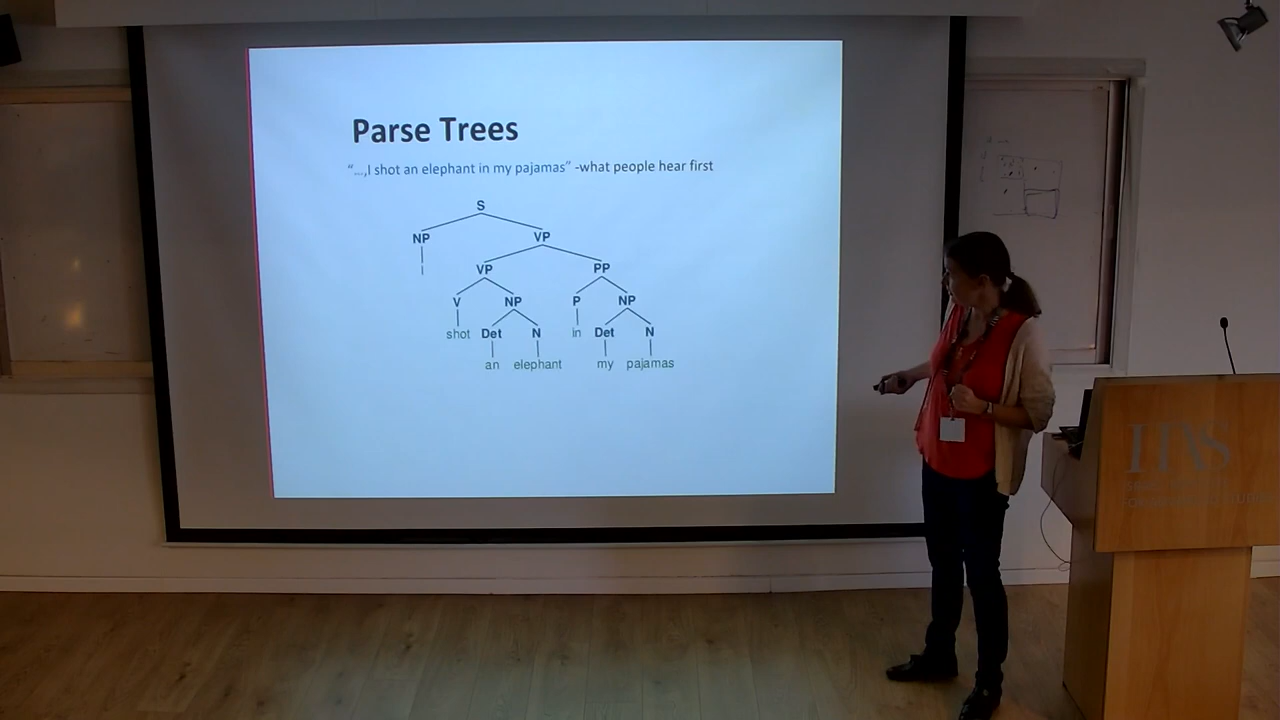 Parse Trees
"...,I shot an elephant in my pajamas" -what people hear first
S
NP VP
I VP PP
V NP P NP
shot Det N in Det N
an elephant my pajamas
IIAS